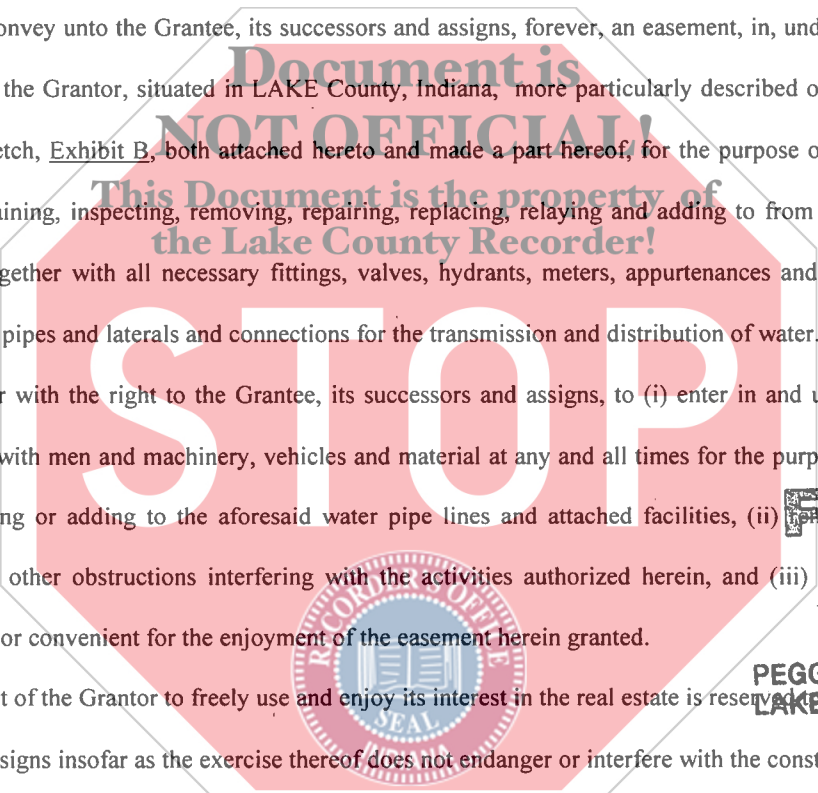 onvey unto the Grantee, its successors and assigns, forever, an easement, in, und
Document is
the Grantor, situated in LAKE County, Indiana, more particularly described o
NOT OFFICIAL!
etch, Exhibit B, both attached hereto and made a part hereof, for the purpose o
This Document is the property of
ining, inspecting, removing, repairing, replacing, relaying and adding to from
the Lake County Recorder!
gether with all necessary fittings, valves, hydrants, meters, appurtenances and
pipes and laterals and connections for the transmission and distribution of water.
STOP
r with the right to the Grantee, its successors and assigns, to (i) enter in and u
with men and machinery, vehicles and material at any and all times for the purp
ng or adding to the aforesaid water pipe lines and attached facilities, (ii)
F
other obstructions interfering with the activities authorized herein, and (iii)
RECORDER'S OFFICE
or convenient for the enjoyment of the easement herein granted.
PEGG
t of the Grantor to freely use and enjoy its interest in the real estate is reserved
LAKE
SEAL
signs insofar as the exercise thereof does not endanger or interfere with the const
INDIANA